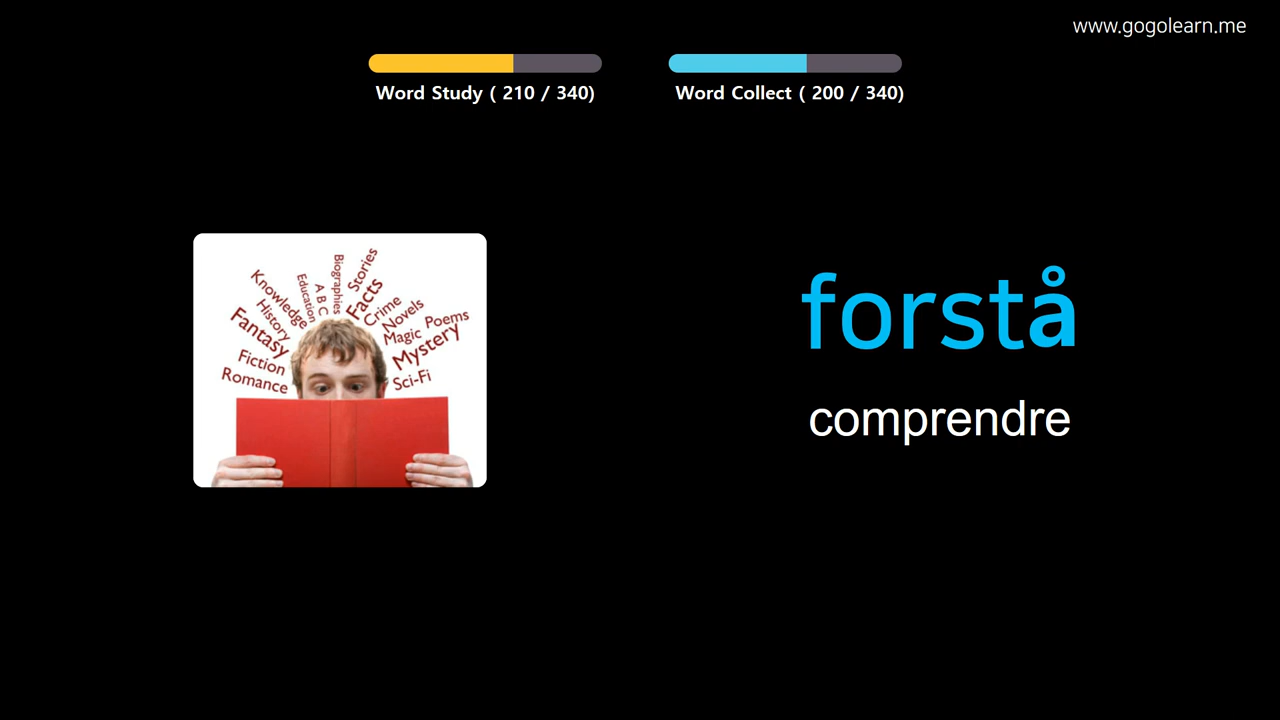 www.gogolearn.me
Word Study ( 210 / 340)
Word Collect ( 200 / 340)
forstå
comprendre
Knowledge
History
Fantasy
Fiction
Romance
Education
A B C
Biographies
Stories
Facts
Crime
Novels
Magic
Poems
Mystery
Sci-Fi